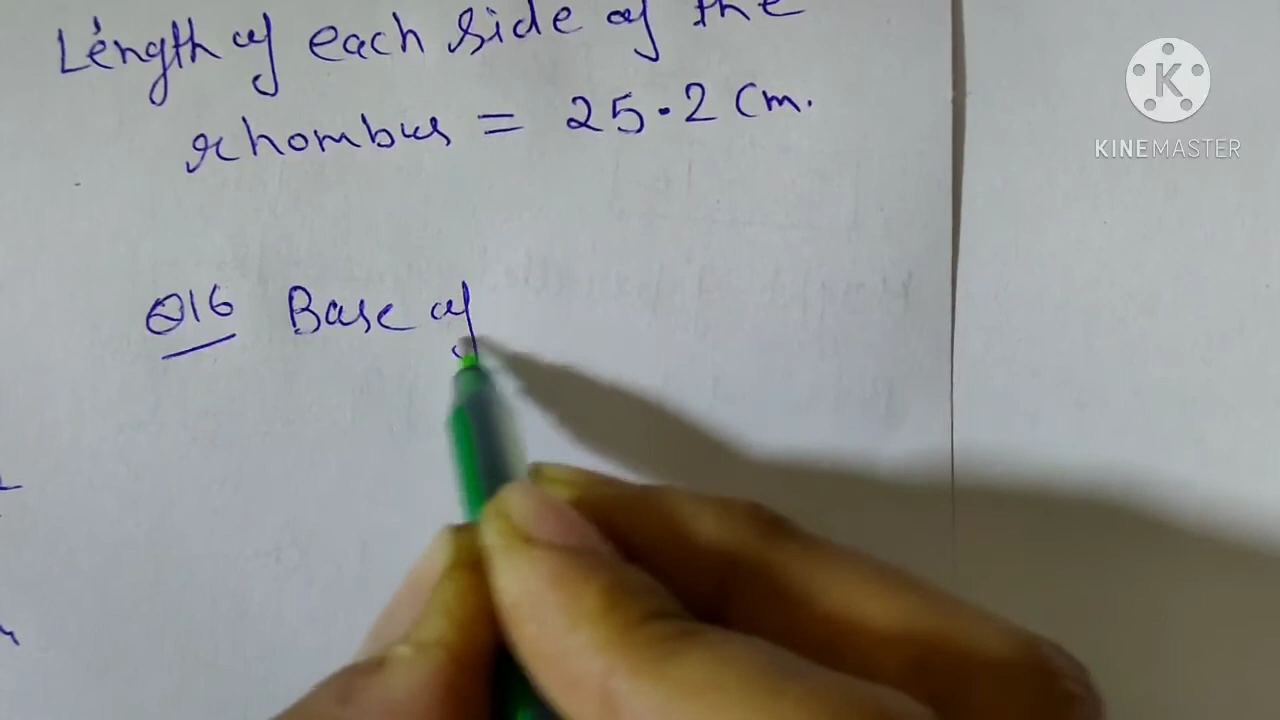 Length of each side of the
rhombus = 25.2 cm.
Q16 Base of
K
KINEMASTER